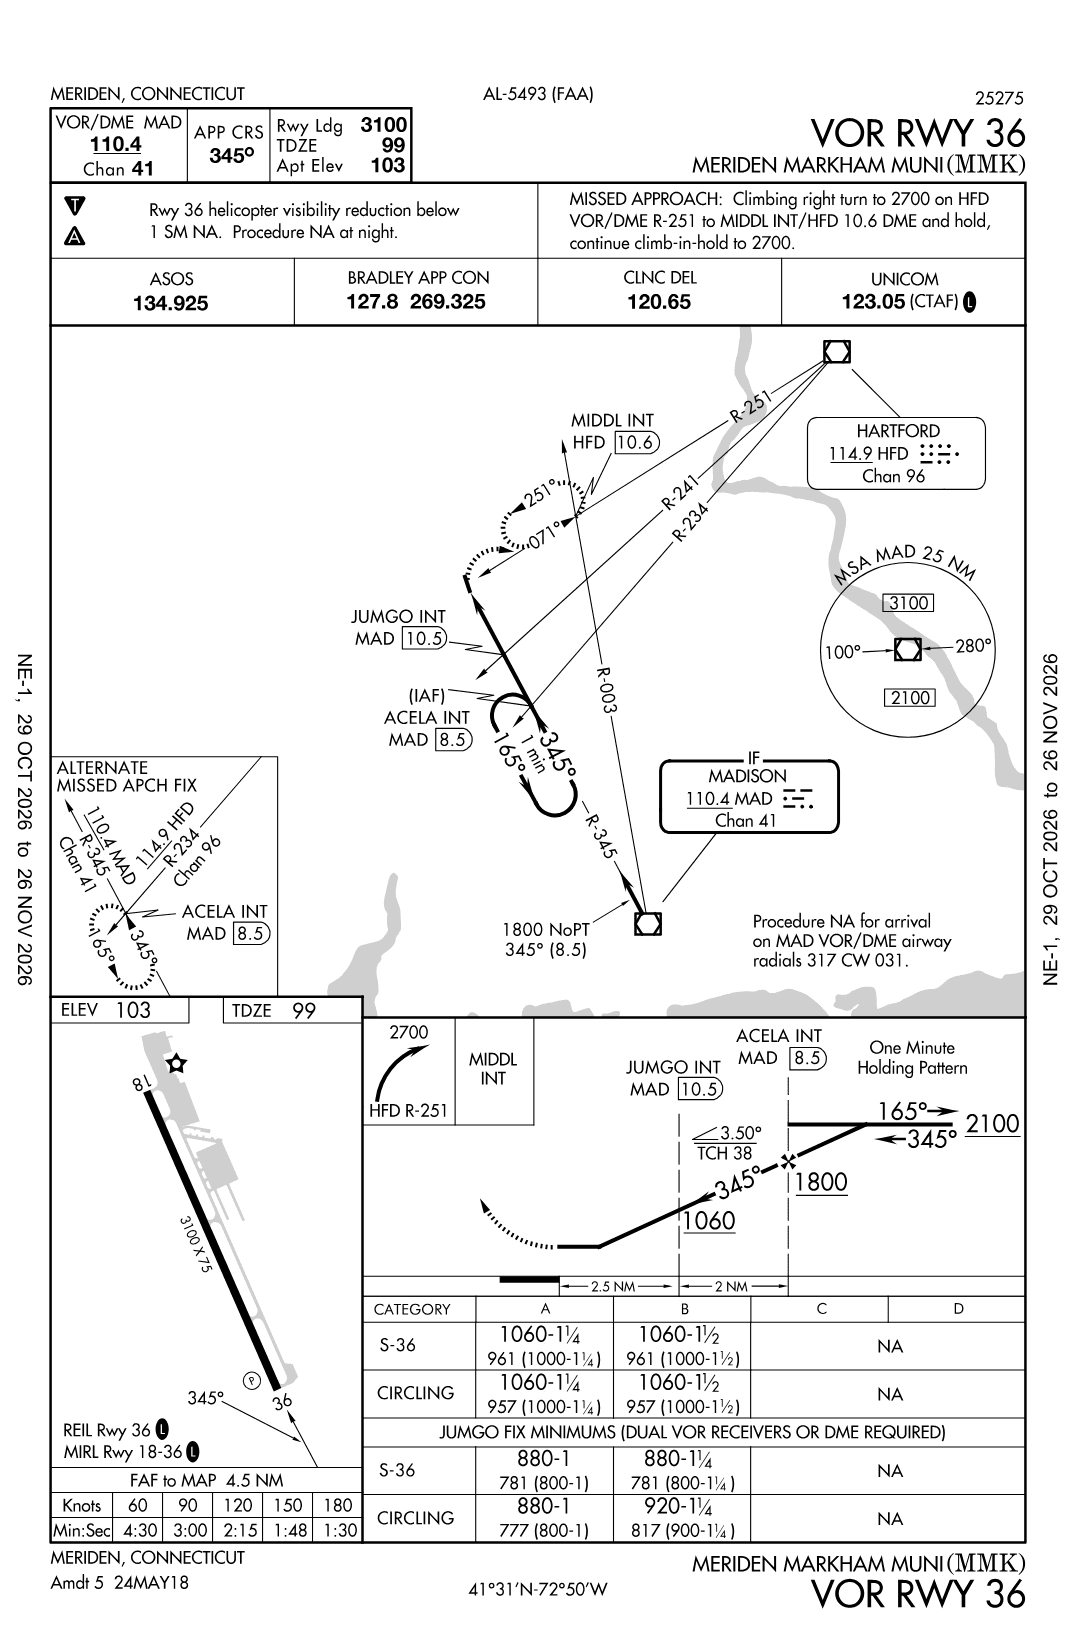 MERIDEN, CONNECTICUT
AL-5493 (FAA)
25275
VOR RWY 36
MERIDEN MARKHAM MUNI (MMK)
VOR/DME MAD
110.4
Chan 41
APP CRS
345°
Rwy Ldg 3100
TDZE 99
Apt Elev 103
T
A
Rwy 36 helicopter visibility reduction below
1 SM NA. Procedure NA at night.
MISSED APPROACH: Climbing right turn to 2700 on HFD
VOR/DME R-251 to MIDDL INT/HFD 10.6 DME and hold,
continue climb-in-hold to 2700.
ASOS
134.925
BRADLEY APP CON
127.8 269.325
CLNC DEL
120.65
UNICOM
123.05 (CTAF) L
R-251
MIDDL INT
HFD 10.6
HARTFORD
114.9 HFD
Chan 96
251°
R-241
R-234
071°
MSA MAD 25 NM
3100
100°
280°
2100
JUMGO INT
MAD 10.5
R-003
(IAF)
ACELA INT
MAD 8.5
345°
1 min
165°
IF
MADISON
110.4 MAD
Chan 41
R-345
1800 NoPT
345° (8.5)
Procedure NA for arrival
on MAD VOR/DME airway
radials 317 CW 031.
ALTERNATE
MISSED APCH FIX
110.4 MAD
R-345
Chan 41
114.9 HFD
R-234
Chan 96
ACELA INT
MAD 8.5
165°
345°
NE-1, 29 OCT 2026 to 26 NOV 2026
NE-1, 29 OCT 2026 to 26 NOV 2026
ELEV 103
TDZE 99
18
3100 X 75
P
36
345°
REIL Rwy 36 L
MIRL Rwy 18-36 L
FAF to MAP 4.5 NM
Knots 60 90 120 150 180
Min:Sec 4:30 3:00 2:15 1:48 1:30
2700
HFD R-251
MIDDL
INT
ACELA INT
MAD 8.5
JUMGO INT
MAD 10.5
One Minute
Holding Pattern
165°
345°
2100
3.50°
TCH 38
345°
1800
1060
2.5 NM
2 NM
CATEGORY A B C D
S-36
1060-1¼
961 (1000-1¼)
1060-1½
961 (1000-1½)
NA
CIRCLING
1060-1¼
957 (1000-1¼)
1060-1½
957 (1000-1½)
NA
JUMGO FIX MINIMUMS (DUAL VOR RECEIVERS OR DME REQUIRED)
S-36
880-1
781 (800-1)
880-1¼
781 (800-1¼)
NA
CIRCLING
880-1
777 (800-1)
920-1¼
817 (900-1¼)
NA
MERIDEN, CONNECTICUT
Amdt 5 24MAY18
41°31'N-72°50'W
MERIDEN MARKHAM MUNI (MMK)
VOR RWY 36